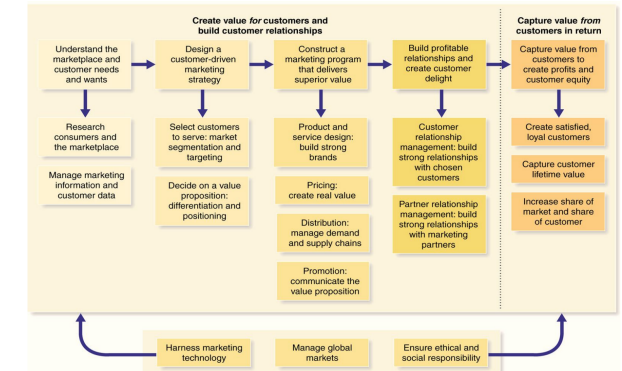 Create value for customers and
build customer relationships
Capture value from
customers in return
Understand the
marketplace and
customer needs
and wants
Design a
customer-driven
marketing
strategy
Construct a
marketing program
that delivers
superior value
Build profitable
relationships and
create customer
delight
Capture value from
customers to
create profits and
customer equity
Research
consumers and
the marketplace
Manage marketing
information and
customer data
Select customers
to serve: market
segmentation and
targeting
Decide on a value
proposition:
differentiation and
positioning
Product and
service design:
build strong
brands
Pricing:
create real value
Distribution:
manage demand
and supply chains
Promotion:
communicate the
value proposition
Customer
relationship
management: build
strong relationships
with chosen
customers
Partner relationship
management: build
strong relationships
with marketing
partners
Create satisfied,
loyal customers
Capture customer
lifetime value
Increase share of
market and share
of customer
Harness marketing
technology
Manage global
markets
Ensure ethical and
social responsibility